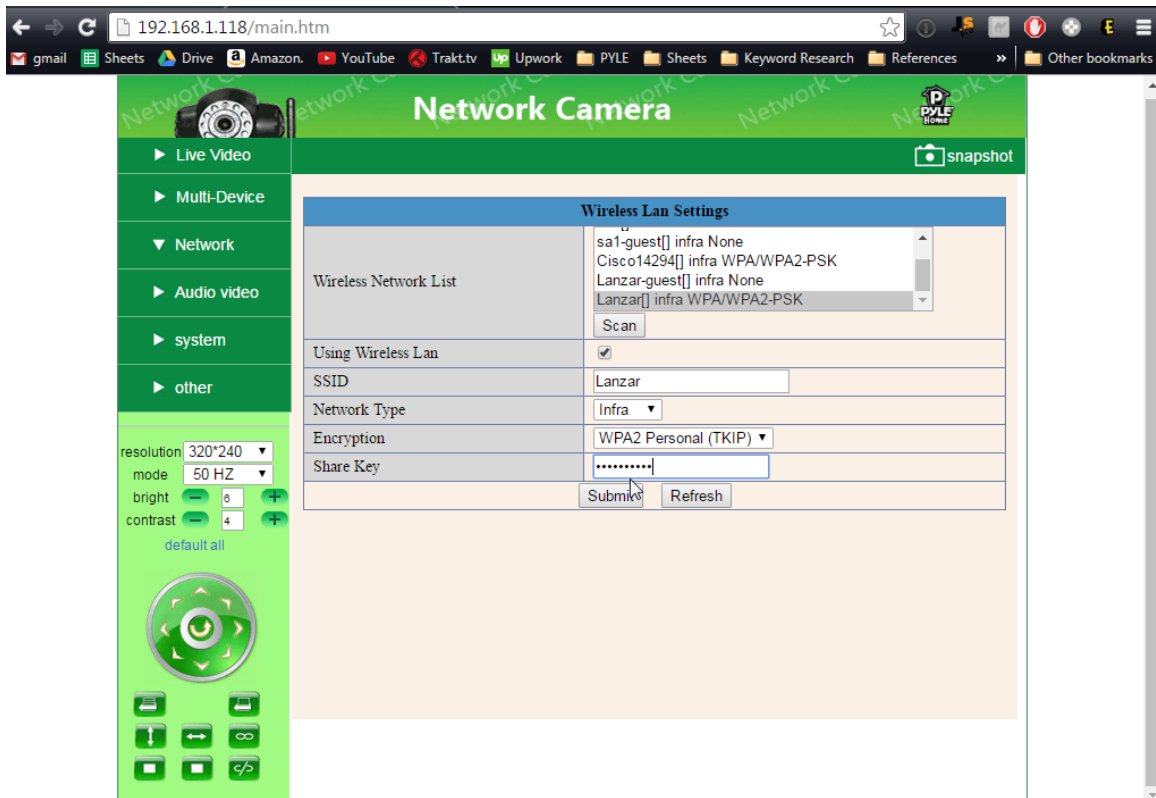 192.168.1.118/main.htm
gmail Sheets Drive Amazon. YouTube Trakt.tv Upwork PYLE Sheets Keyword Research References » Other bookmarks
Network Camera
PYLE Home
Live Video
snapshot
Multi-Device
Network
Audio video
system
other
Wireless Lan Settings
Wireless Network List
sa1-guest[] infra None
Cisco14294[] infra WPA/WPA2-PSK
Lanzar-guest[] infra None
Lanzar[] infra WPA/WPA2-PSK
Scan
Using Wireless Lan
SSID Lanzar
Network Type Infra
Encryption WPA2 Personal (TKIP)
Share Key ••••••••••
Submit Refresh
resolution 320*240
mode 50 HZ
bright 6
contrast 4
default all